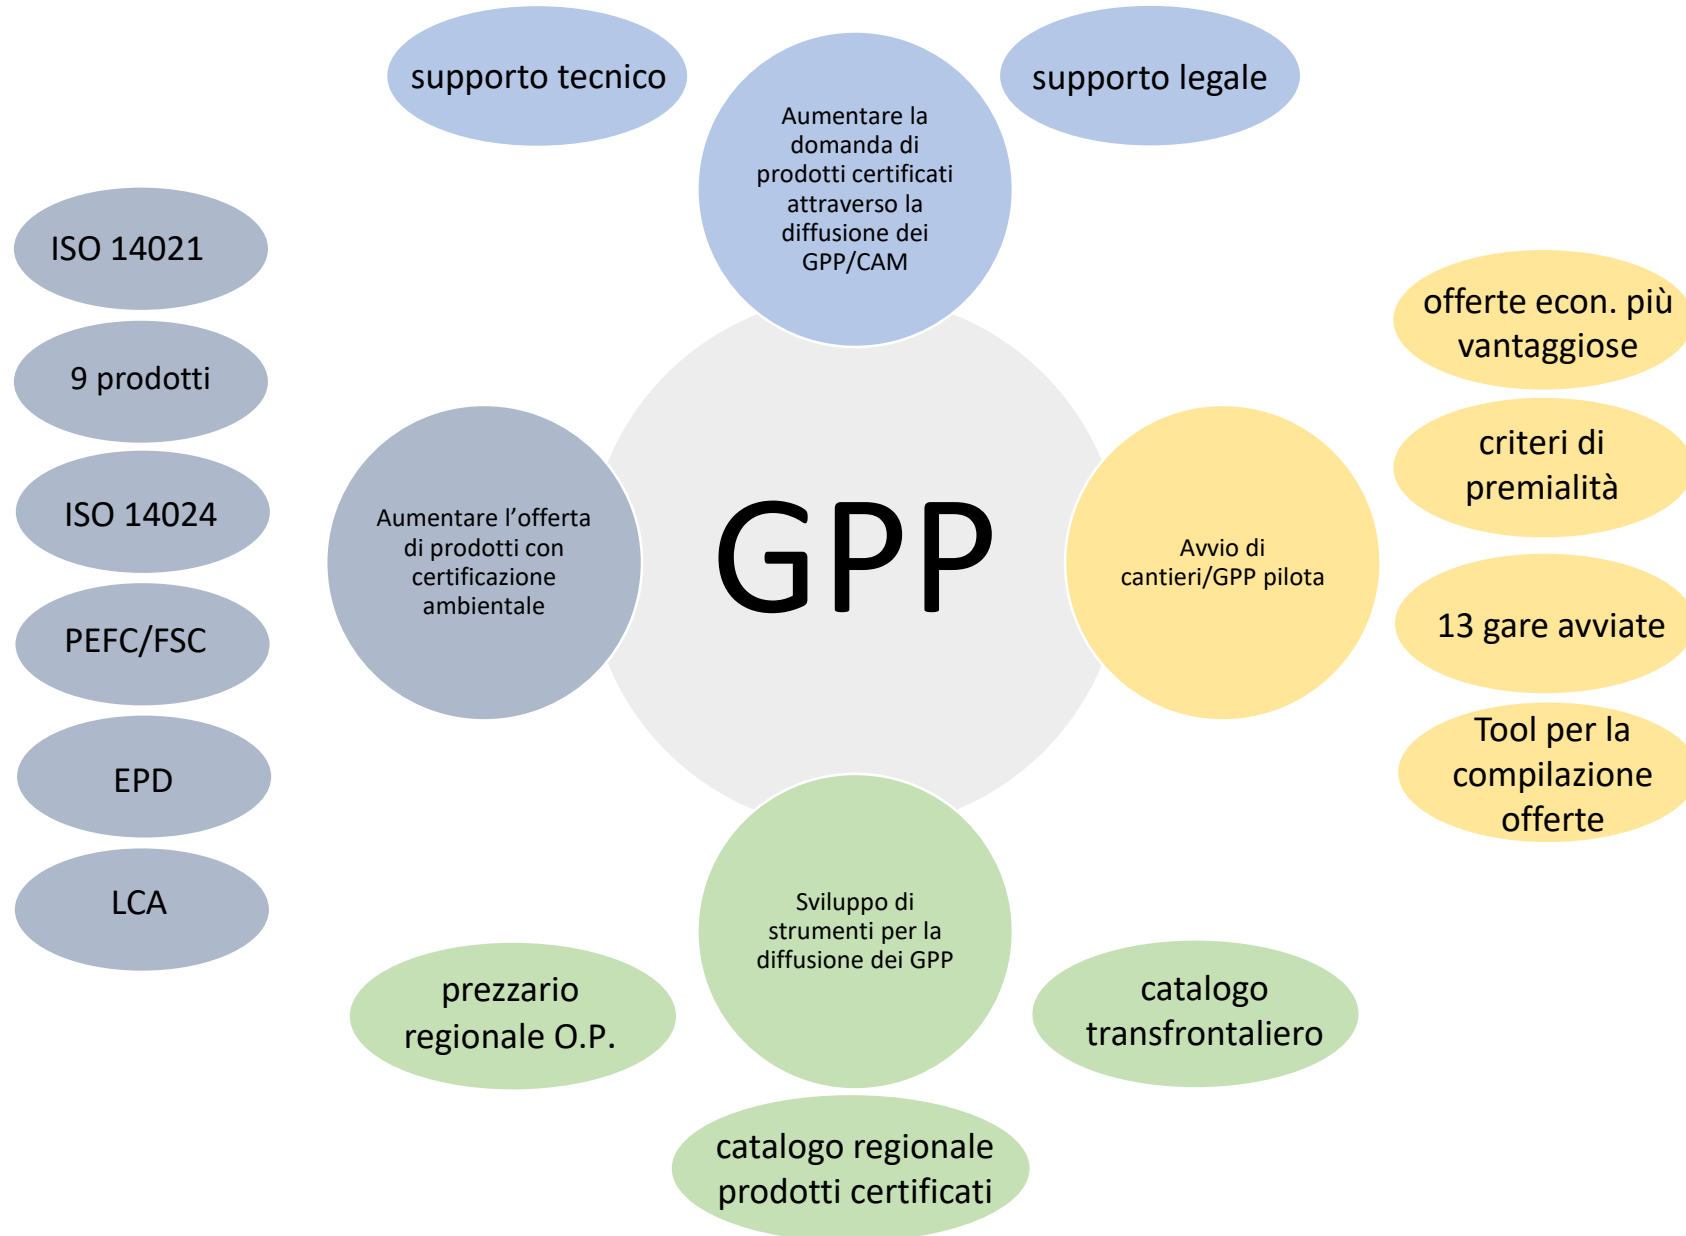 supporto tecnico
supporto legale
Aumentare la
domanda di
prodotti certificati
attraverso la
diffusione dei
GPP/CAM
ISO 14021
9 prodotti
ISO 14024
PEFC/FSC
EPD
LCA
Aumentare l’offerta
di prodotti con
certificazione
ambientale
GPP
Avvio di
cantieri/GPP pilota
offerte econ. più
vantaggiose
criteri di
premialità
13 gare avviate
Tool per la
compilazione
offerte
Sviluppo di
strumenti per la
diffusione dei GPP
prezzario
regionale O.P.
catalogo
transfrontaliero
catalogo regionale
prodotti certificati